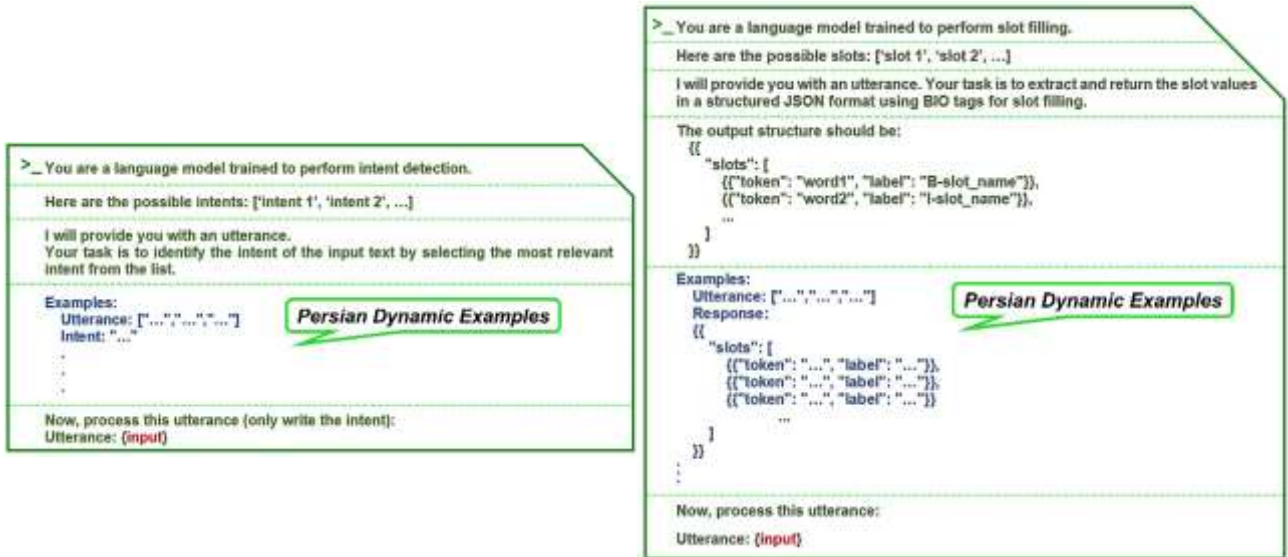 >_ You are a language model trained to perform intent detection.
Here are the possible intents: ['intent 1', 'intent 2', …]
I will provide you with an utterance.
Your task is to identify the intent of the input text by selecting the most relevant
intent from the list.
Examples:
Utterance: ["…","…","…"]
Intent: "…"
.
.
.
Persian Dynamic Examples
Now, process this utterance (only write the intent):
Utterance: {input}
>_ You are a language model trained to perform slot filling.
Here are the possible slots: ['slot 1', 'slot 2', …]
I will provide you with an utterance. Your task is to extract and return the slot values
in a structured JSON format using BIO tags for slot filling.
The output structure should be:
{{
"slots": [
{{"token": "word1", "label": "B-slot_name"}},
{{"token": "word2", "label": "I-slot_name"}},
...
]
}}
Examples:
Utterance: ["…","…","…"]
Response:
{{
"slots": [
{{"token": "…", "label": "…"}},
{{"token": "…", "label": "…"}},
{{"token": "…", "label": "…"}}
...
]
}}
.
.
.
Persian Dynamic Examples
Now, process this utterance:
Utterance: {input}